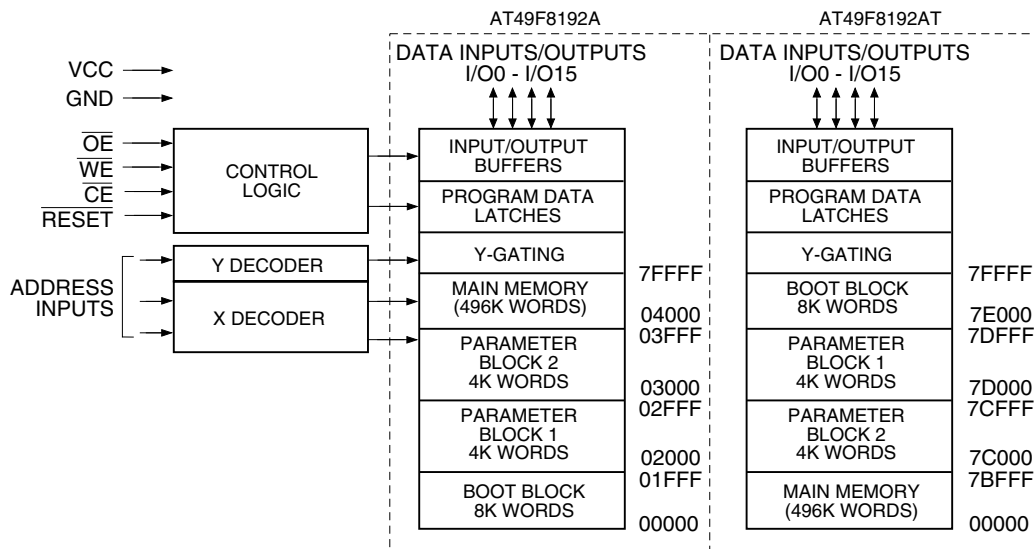 AT49F8192A
AT49F8192AT
DATA INPUTS/OUTPUTS
I/O0 - I/O15
DATA INPUTS/OUTPUTS
I/O0 - I/O15
VCC
GND
OE
WE
CE
RESET
CONTROL
LOGIC
ADDRESS
INPUTS
Y DECODER
X DECODER
INPUT/OUTPUT
BUFFERS
PROGRAM DATA
LATCHES
Y-GATING
MAIN MEMORY
(496K WORDS)
PARAMETER
BLOCK 2
4K WORDS
PARAMETER
BLOCK 1
4K WORDS
BOOT BLOCK
8K WORDS
7FFFF
04000
03FFF
03000
02FFF
02000
01FFF
00000
INPUT/OUTPUT
BUFFERS
PROGRAM DATA
LATCHES
Y-GATING
BOOT BLOCK
8K WORDS
PARAMETER
BLOCK 1
4K WORDS
PARAMETER
BLOCK 2
4K WORDS
MAIN MEMORY
(496K WORDS)
7FFFF
7E000
7DFFF
7D000
7CFFF
7C000
7BFFF
00000